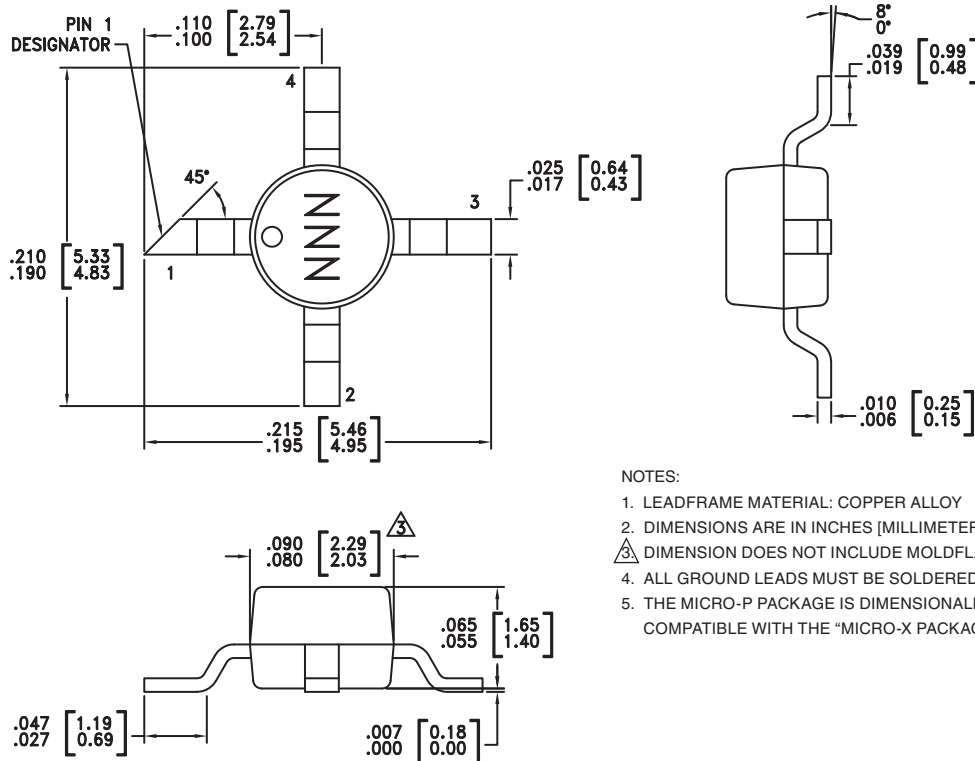 PIN 1
DESIGNATOR
.110 [2.79]
.100 [2.54]
4
45°
.025 [0.64]
.017 [0.43]
3
NNN
.210 [5.33]
.190 [4.83]
1
2
.215 [5.46]
.195 [4.95]
8°
0°
.039 [0.99]
.019 [0.48]
.010 [0.25]
.006 [0.15]
.090 [2.29]
.080 [2.03]
3
.065 [1.65]
.055 [1.40]
.047 [1.19]
.027 [0.69]
.007 [0.18]
.000 [0.00]
NOTES:
1. LEADFRAME MATERIAL: COPPER ALLOY
2. DIMENSIONS ARE IN INCHES [MILLIMETER
3. DIMENSION DOES NOT INCLUDE MOLDFL
4. ALL GROUND LEADS MUST BE SOLDERED
5. THE MICRO-P PACKAGE IS DIMENSIONAL
COMPATIBLE WITH THE "MICRO-X PACKAG